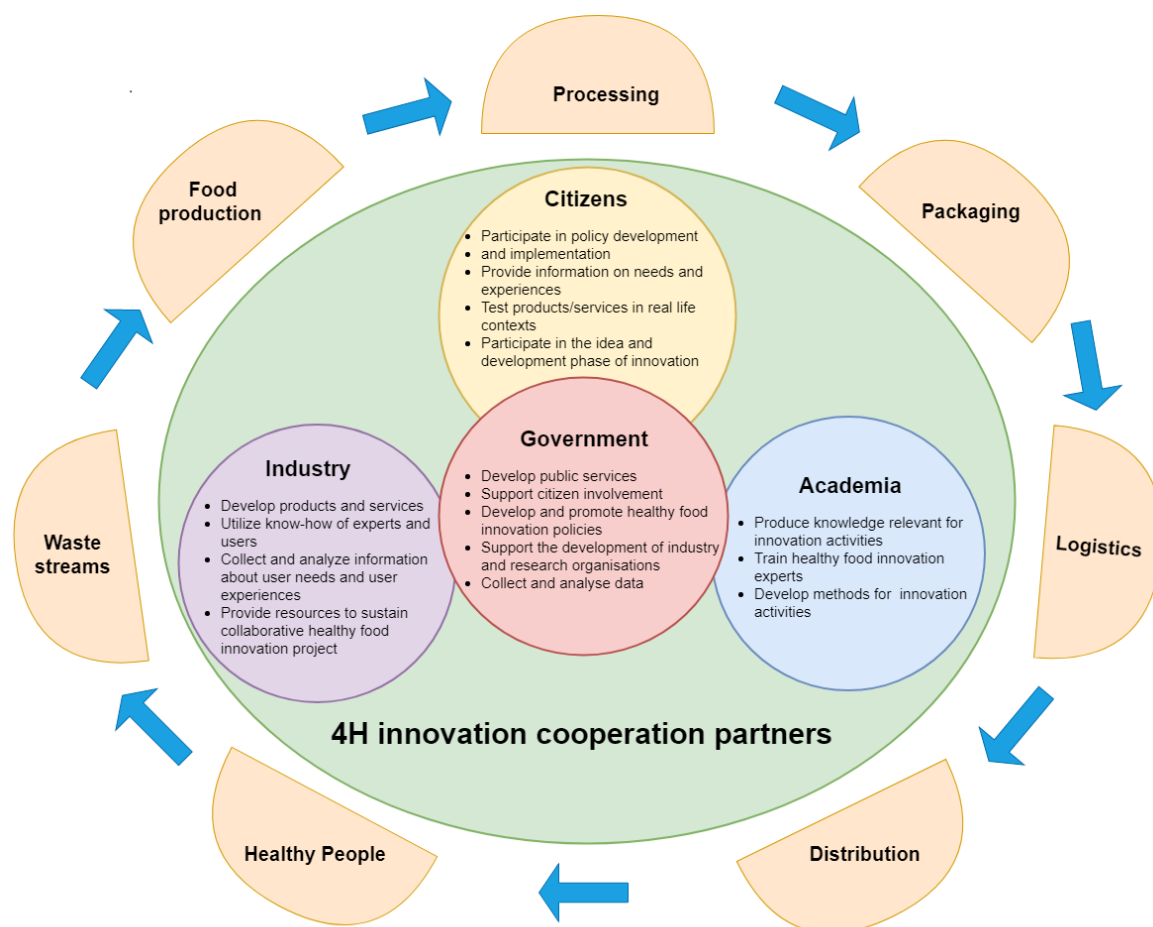 Processing
Food
production
Packaging
Citizens
• Participate in policy development
• and implementation
• Provide information on needs and
experiences
• Test products/services in real life
contexts
• Participate in the idea and
development phase of innovation
Government
• Develop public services
• Support citizen involvement
• Develop and promote healthy food
innovation policies
• Support the development of industry
and research organisations
• Collect and analyse data
Industry
• Develop products and services
• Utilize know-how of experts and
users
• Collect and analyze information
about user needs and user
experiences
• Provide resources to sustain
collaborative healthy food
innovation project
Academia
• Produce knowledge relevant for
innovation activities
• Train healthy food innovation
experts
• Develop methods for innovation
activities
Waste
streams
Logistics
4H innovation cooperation partners
Healthy People
Distribution